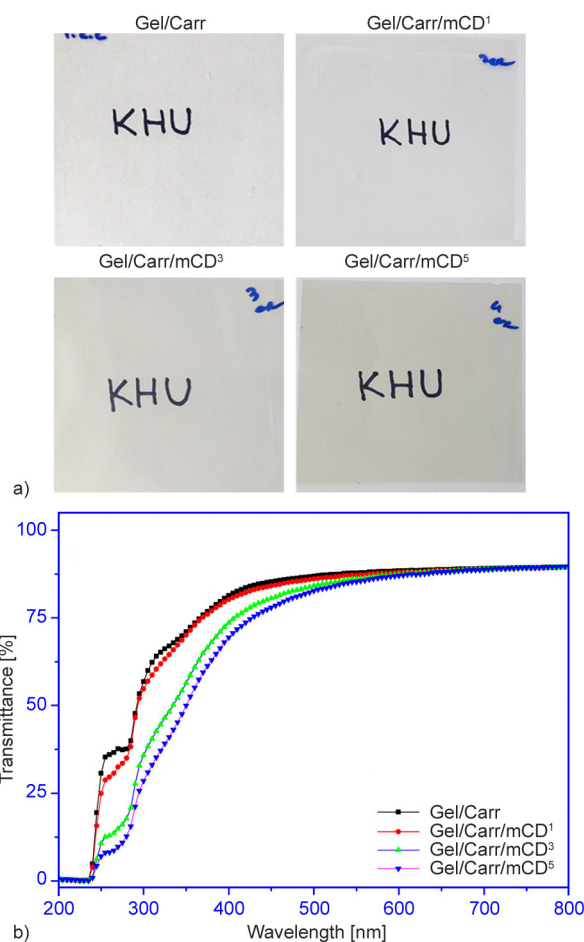 Gel/Carr
Gel/Carr/mCD¹
KHU
KHU
Gel/Carr/mCD³
Gel/Carr/mCD⁵
3
KHU
4
KHU
a)
100
75
50
25
0
Transmittance [%]
200
300
400
500
600
700
800
Wavelength [nm]
Gel/Carr
Gel/Carr/mCD¹
Gel/Carr/mCD³
Gel/Carr/mCD⁵
b)